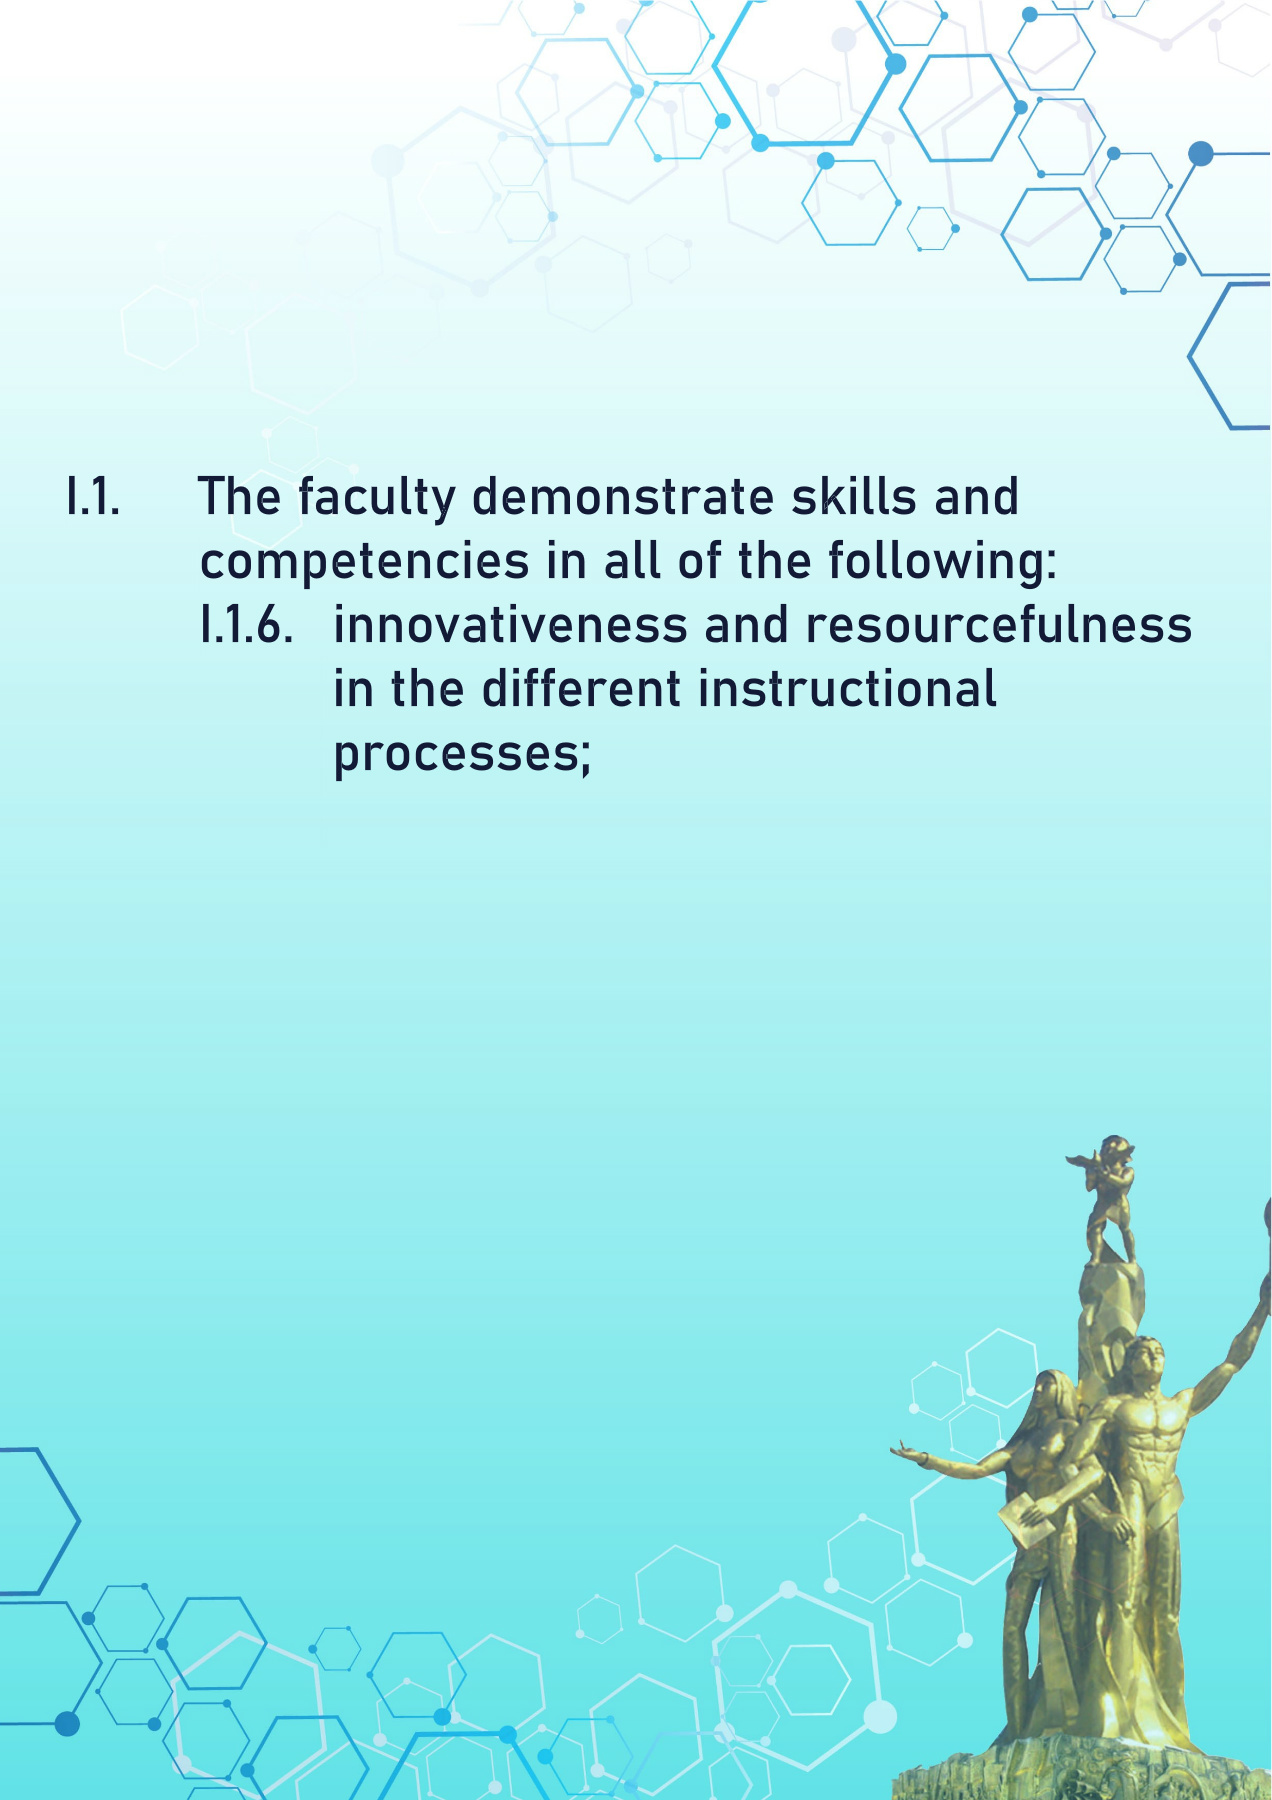 I.1. The faculty demonstrate skills and
competencies in all of the following:
I.1.6. innovativeness and resourcefulness
in the different instructional
processes;